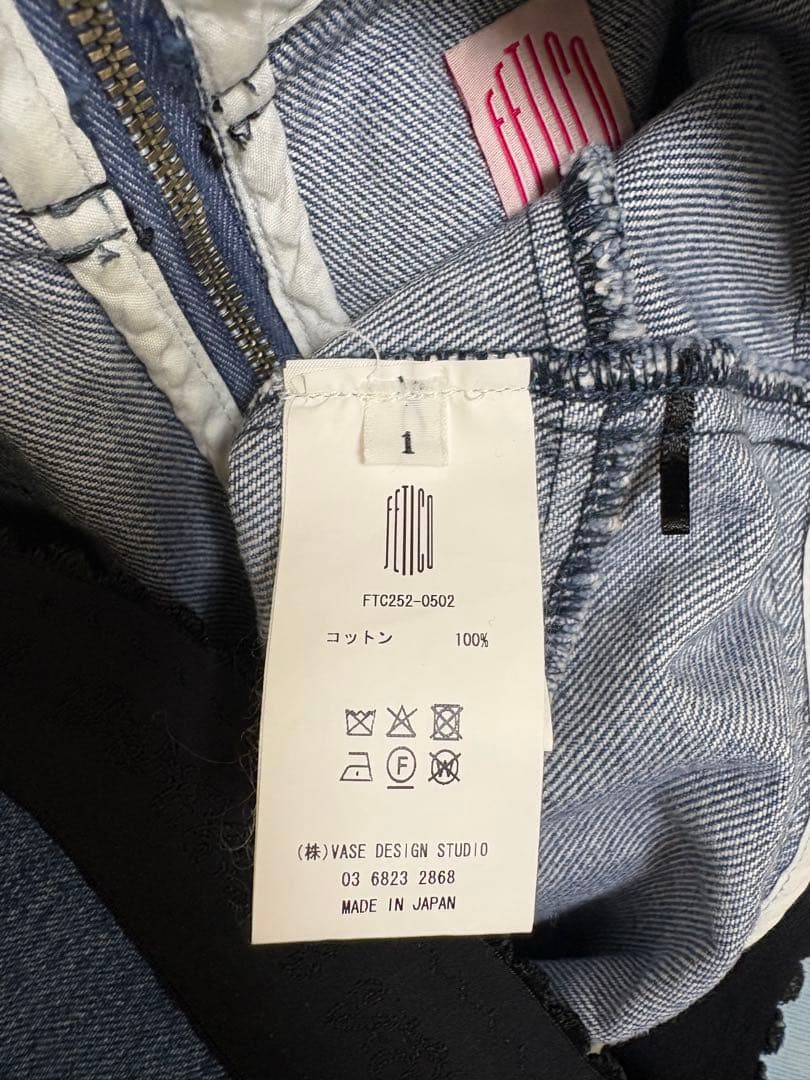 FETICO
1
FETICO
FTC252-0502
コットン 100%
F
W
(株)VASE DESIGN STUDIO
03 6823 2868
MADE IN JAPAN